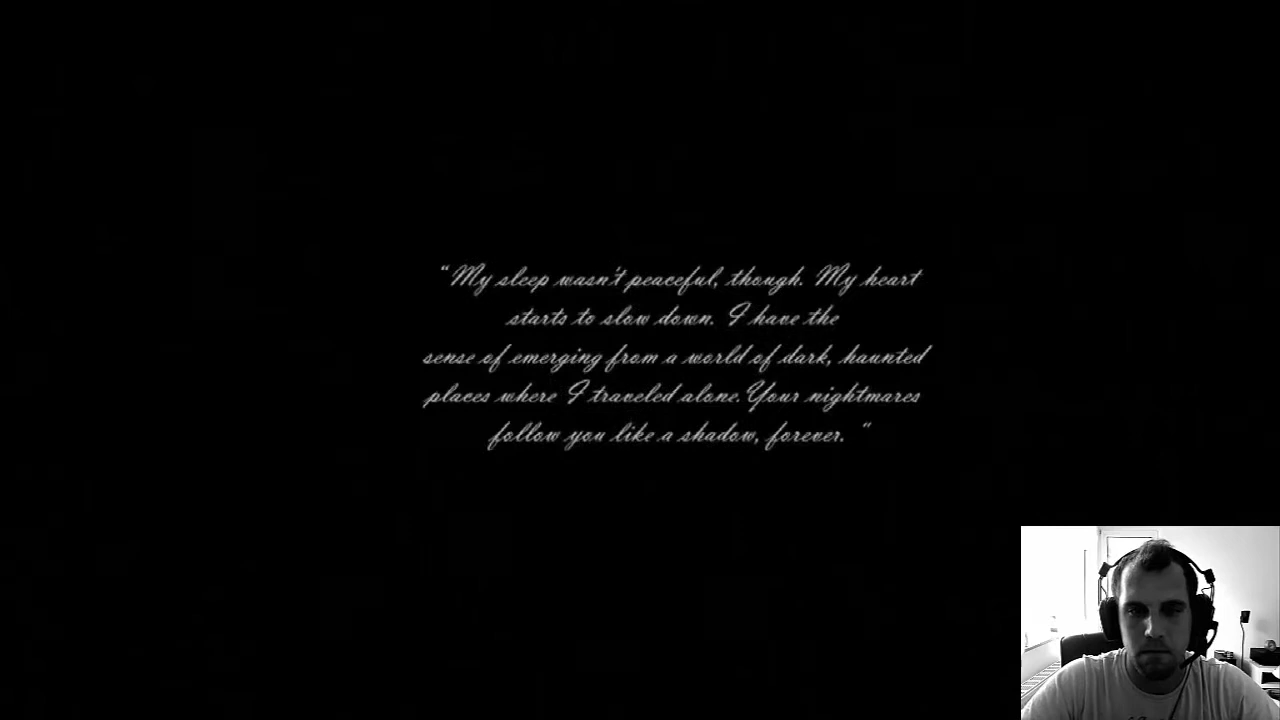 “My sleep wasn't peaceful, though. My heart
starts to slow down. I have the
sense of emerging from a world of dark, haunted
places where I traveled alone.Your nightmares
follow you like a shadow, forever. ”